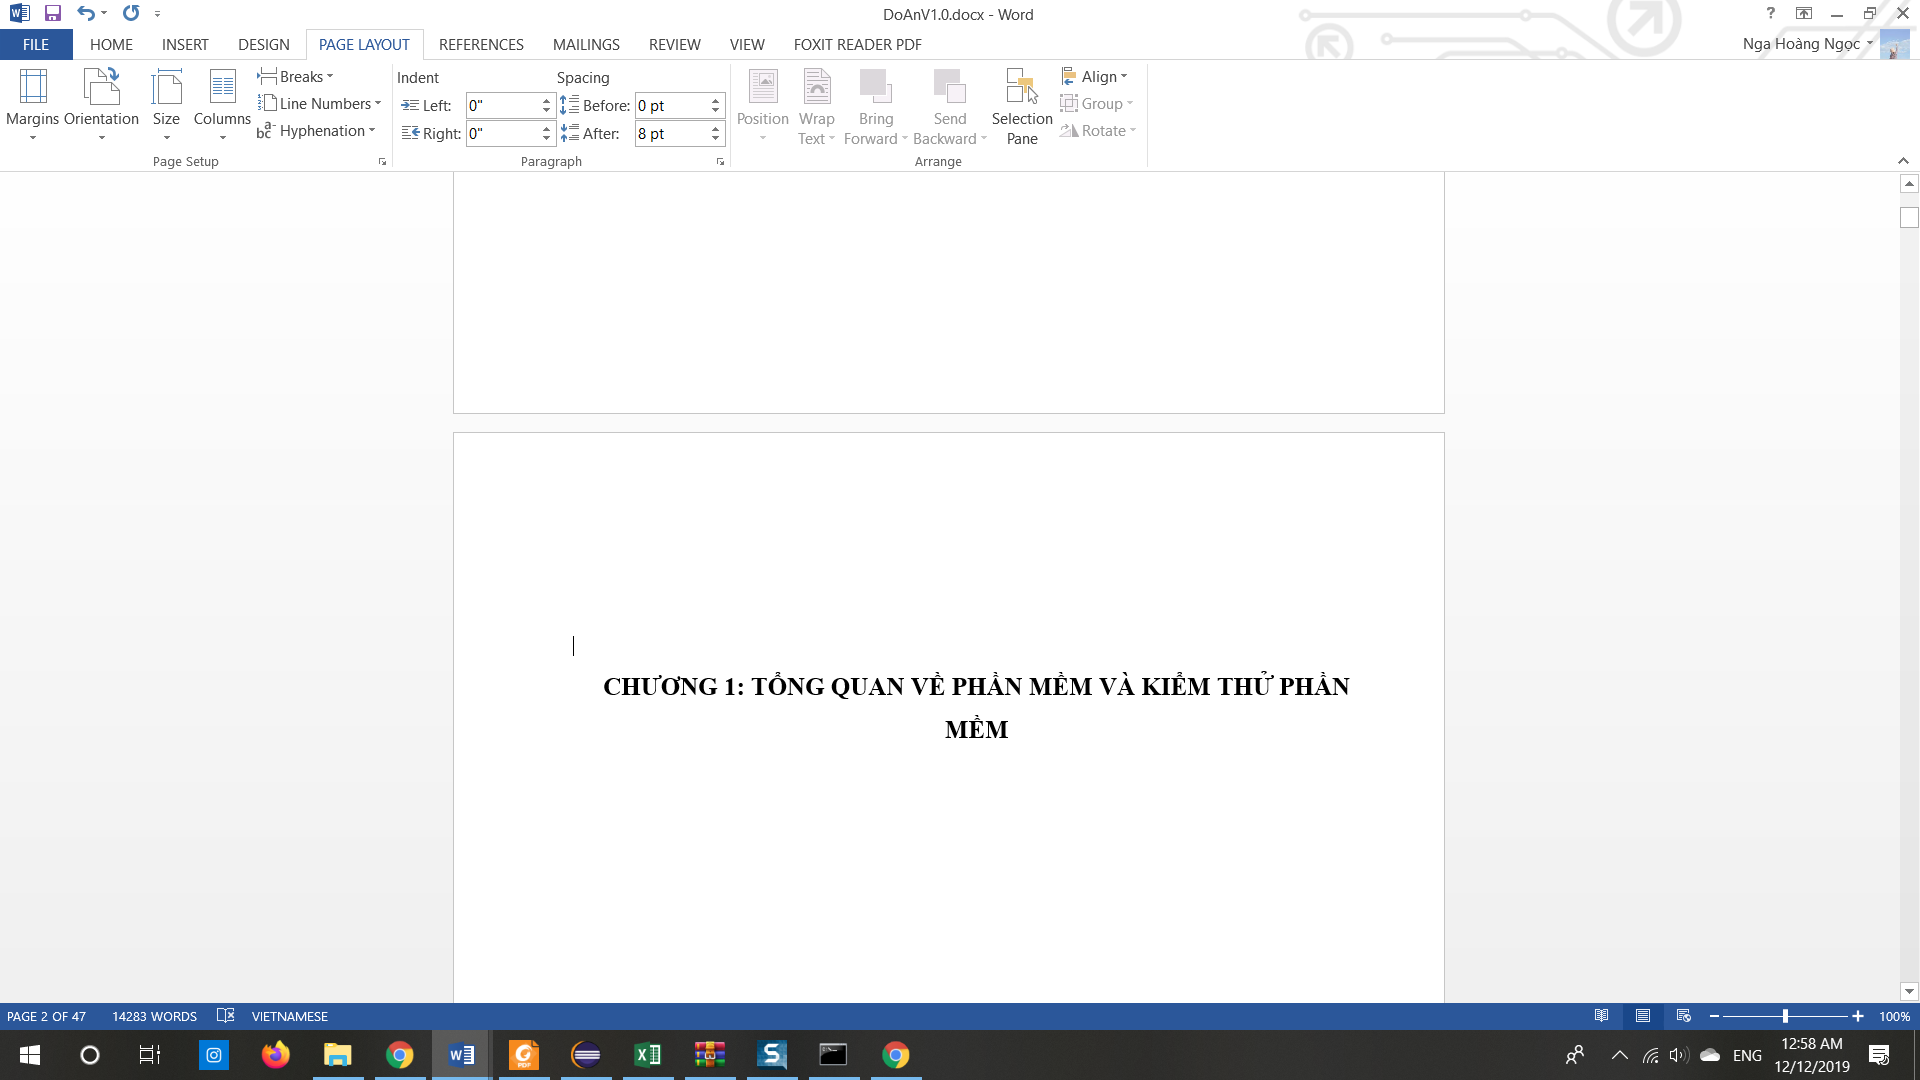 DoAnV1.0.docx - Word
FILE HOME INSERT DESIGN PAGE LAYOUT REFERENCES MAILINGS REVIEW VIEW FOXIT READER PDF
Nga Hoàng Ngọc
Margins
Orientation
Size
Columns
Breaks
Line Numbers
Hyphenation
Page Setup
Indent
Left: 0"
Right: 0"
Spacing
Before: 0 pt
After: 8 pt
Paragraph
Position
Wrap
Text
Bring
Forward
Send
Backward
Selection
Pane
Align
Group
Rotate
Arrange
CHƯƠNG 1: TỔNG QUAN VỀ PHẦN MỀM VÀ KIỂM THỬ PHẦN
MỀM
PAGE 2 OF 47 14283 WORDS VIETNAMESE
100%
ENG
12:58 AM
12/12/2019